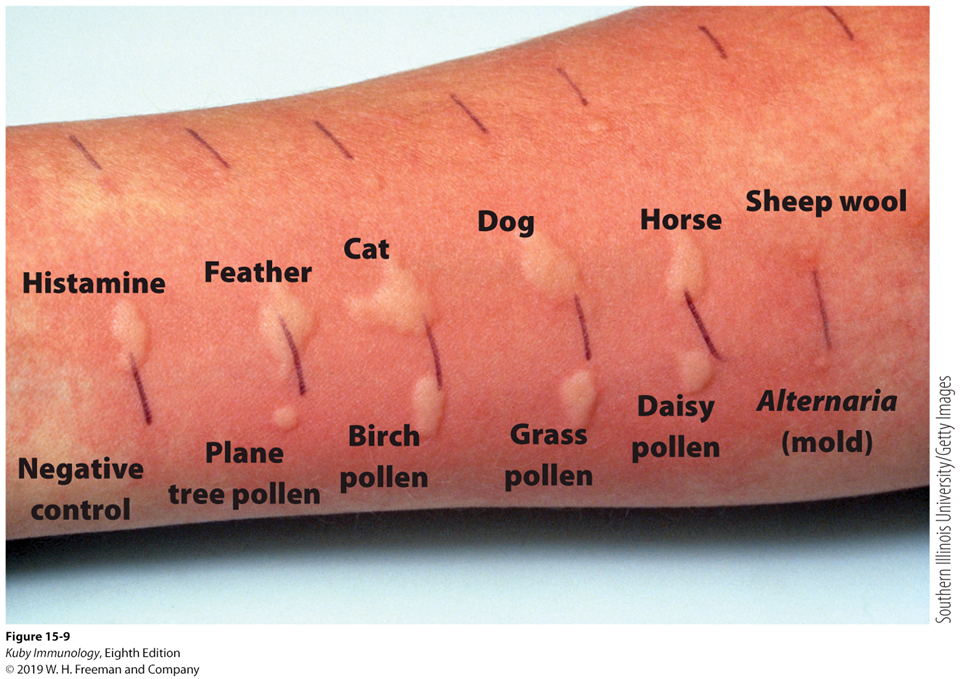 Sheep wool
Dog
Horse
Cat
Histamine
Feather
Daisy
pollen
Alternaria
(mold)
Birch
pollen
Grass
pollen
Plane
tree pollen
Negative
control
Southern Illinois University/Getty Images
Figure 15-9
Kuby Immunology, Eighth Edition
© 2019 W. H. Freeman and Company